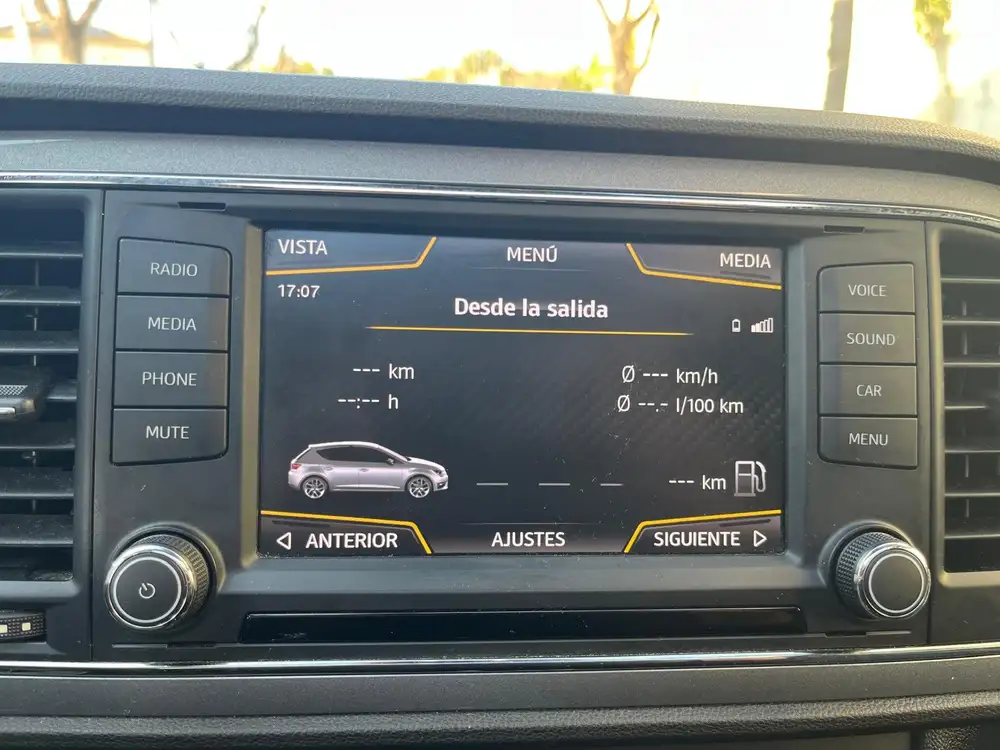 RADIO
MEDIA
PHONE
MUTE
VISTA
MENÚ
MEDIA
17:07
Desde la salida
--- km
--:-- h
Ø --- km/h
Ø --.- l/100 km
--- km
ANTERIOR
AJUSTES
SIGUIENTE
VOICE
SOUND
CAR
MENU